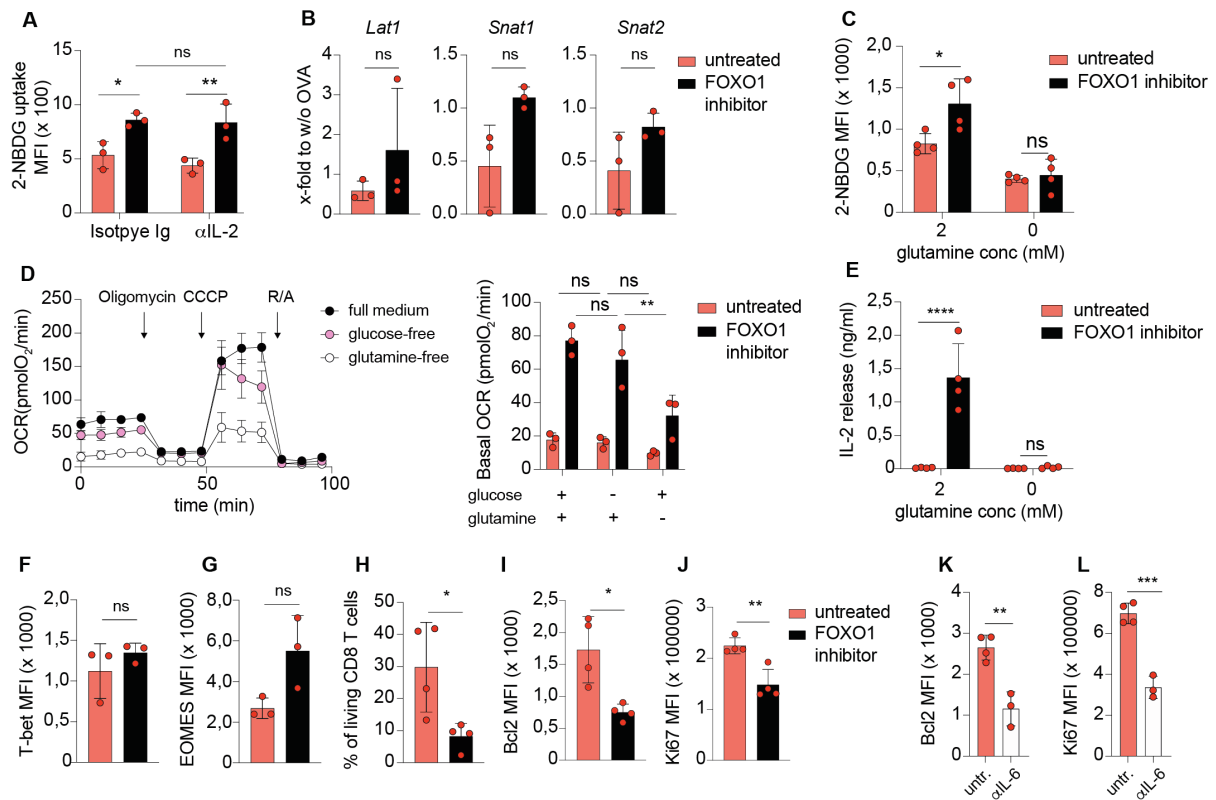 A
2-NBDG uptake
MFI (x 100)
15
10
5
0
*
ns
**
Isotpye Ig
αIL-2
B
x-fold to w/o OVA
Lat1
ns
4
3
2
1
0
Snat1
ns
1.5
1.0
0.5
0.0
Snat2
ns
1.5
1.0
0.5
0.0
untreated
FOXO1
inhibitor
C
2-NBDG MFI (x 1000)
2,0
1,5
1,0
0,5
0
*
ns
2
0
glutamine conc (mM)
untreated
FOXO1 inhibitor
D
OCR(pmolO₂/min)
250
200
150
100
50
0
Oligomycin
CCCP
R/A
0
50
100
time (min)
full medium
glucose-free
glutamine-free
Basal OCR (pmolO₂/min)
100
80
60
40
20
0
ns
ns
ns
**
glucose + - +
glutamine + + -
untreated
FOXO1
inhibitor
E
IL-2 release (ng/ml)
2,5
2,0
1,5
1,0
0,5
0
****
ns
2
0
glutamine conc (mM)
untreated
FOXO1 inhibitor
F
T-bet MFI (x 1000)
2,0
1,5
1,0
0,5
0
ns
G
EOMES MFI (x 1000)
8,0
6,0
4,0
2,0
0
ns
H
% of living CD8 T cells
50
40
30
20
10
0
*
I
Bcl2 MFI (x 1000)
2,5
2,0
1,5
1,0
0,5
0
*
J
Ki67 MFI (x 100000)
3
2
1
0
**
untreated
FOXO1
inhibitor
K
Bcl2 MFI (x 1000)
4
3
2
1
0
**
untr.
αIL-6
L
Ki67 MFI (x 100000)
8
6
4
2
0
***
untr.
αIL-6